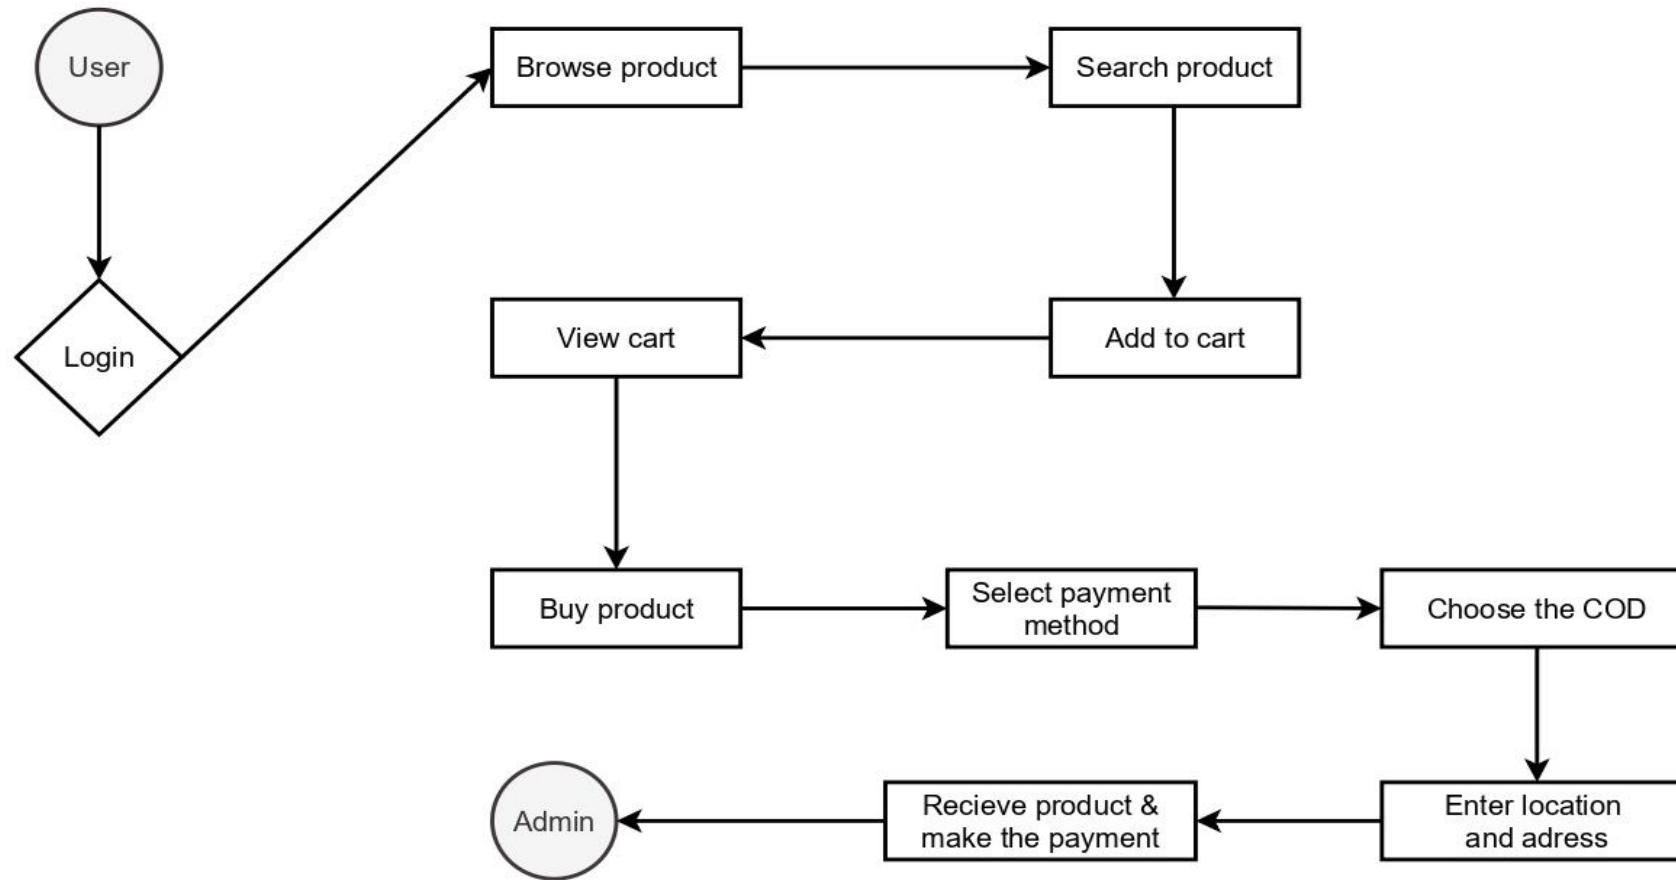 User
Browse product
Search product
Login
View cart
Add to cart
Buy product
Select payment
method
Choose the COD
Admin
Recieve product &
make the payment
Enter location
and adress